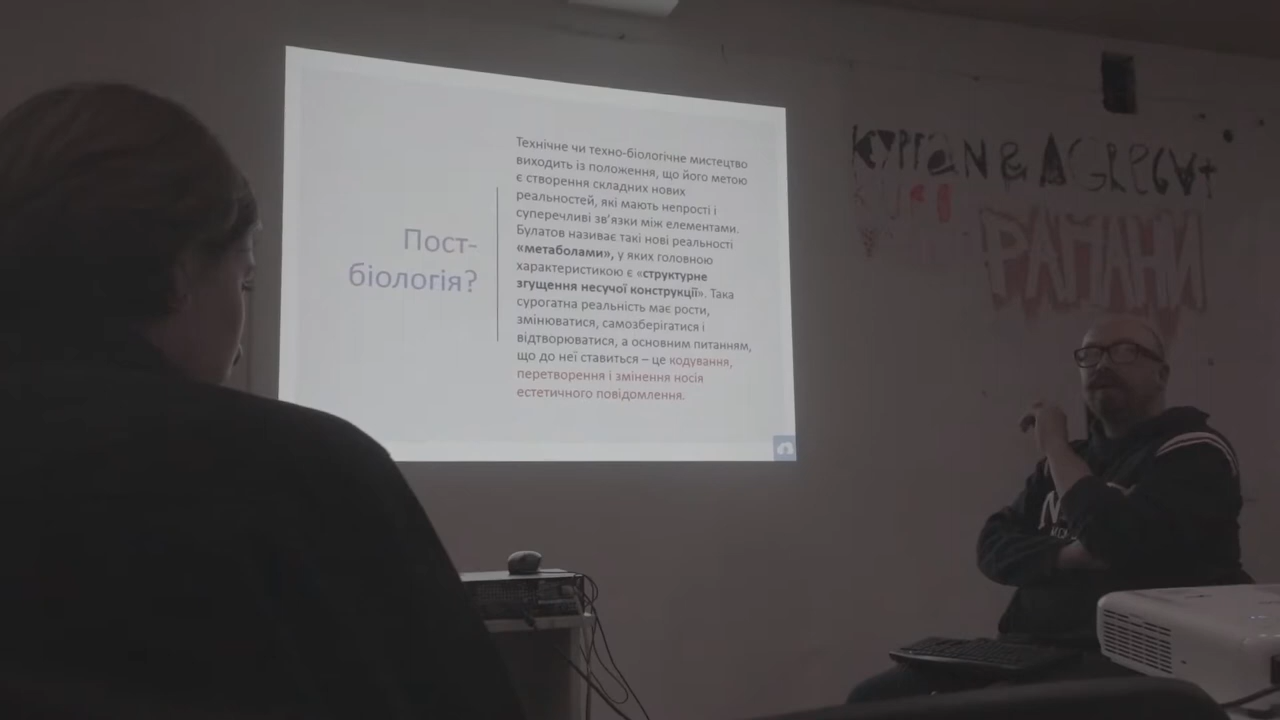 Пост-
біологія?
Технічне чи техно-біологічне мистецтво
виходить із положення, що його метою
є створення складних нових
реальностей, які мають непрості і
суперечливі зв’язки між елементами.
Булатов називає такі нові реальності
«метаболами», у яких головною
характеристикою є «структурне
згущення несучої конструкції». Така
сурогатна реальність має рости,
змінюватися, самозберігатися і
відтворюватися, а основним питанням,
що до неї ставиться – це кодування,
перетворення і змінення носія
естетичного повідомлення.
РАПАНИ